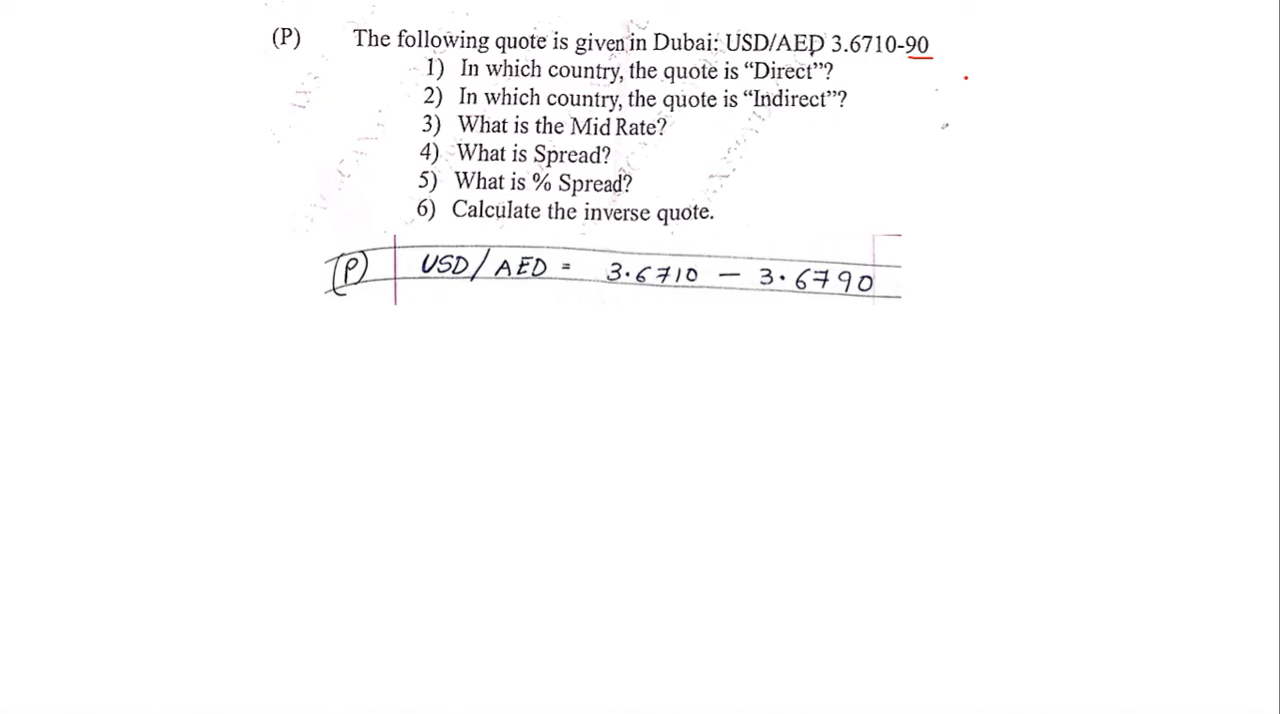 (P) The following quote is given in Dubai: USD/AED 3.6710-90
1) In which country, the quote is “Direct”?
2) In which country, the quote is “Indirect”?
3) What is the Mid Rate?
4) What is Spread?
5) What is % Spread?
6) Calculate the inverse quote.
(P) USD/AED = 3.6710 - 3.6790